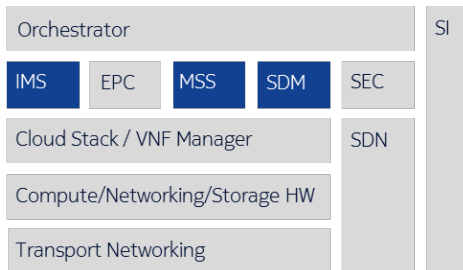 Orchestrator
SI
IMS
EPC
MSS
SDM
SEC
Cloud Stack / VNF Manager
SDN
Compute/Networking/Storage HW
Transport Networking